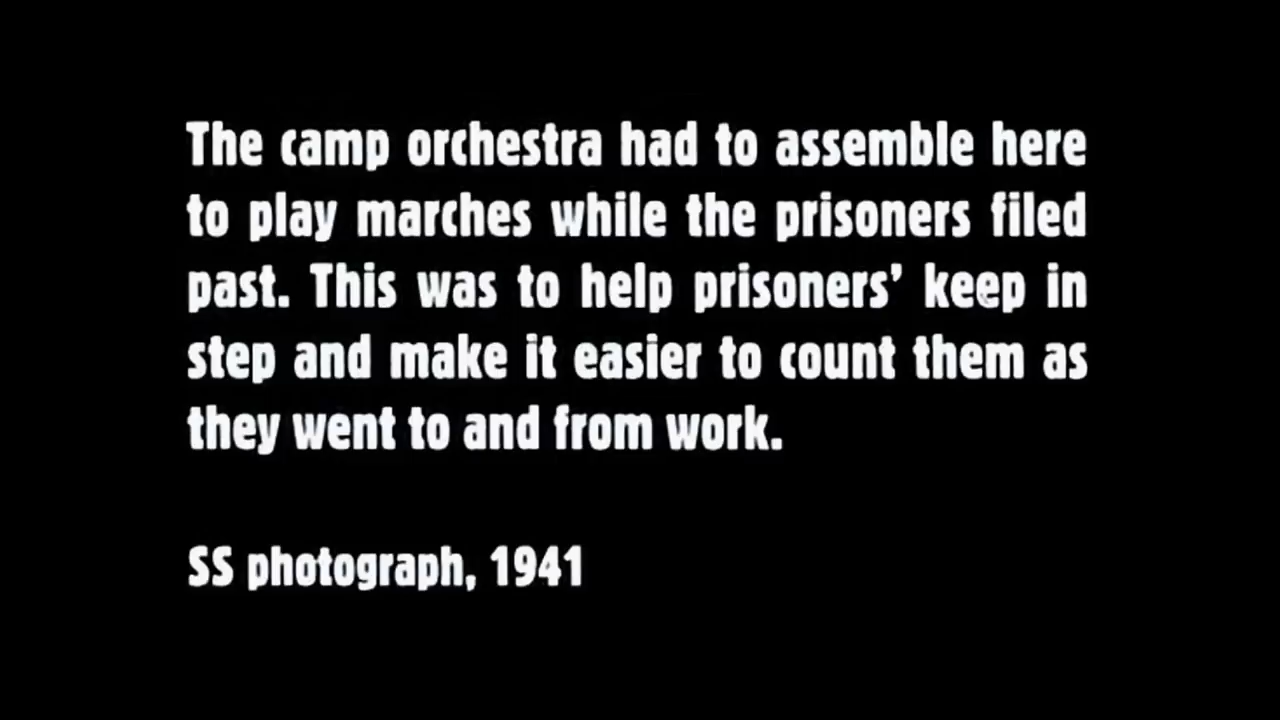 The camp orchestra had to assemble here
to play marches while the prisoners filed
past. This was to help prisoners’ keep in
step and make it easier to count them as
they went to and from work.
SS photograph, 1941